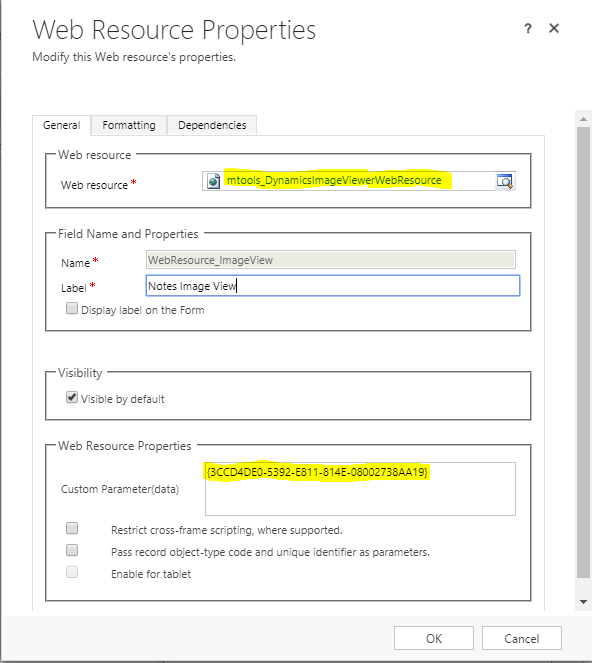 Web Resource Properties
? ×
Modify this Web resource's properties.
General Formatting Dependencies
Web resource
Web resource * mtools_DynamicsImageViewerWebResource
Field Name and Properties
Name * WebResource_ImageView
Label * Notes Image View
Display label on the Form
Visibility
Visible by default
Web Resource Properties
{3CCD4DE0-5392-E811-814E-08002738AA19}
Custom Parameter(data)
Restrict cross-frame scripting, where supported.
Pass record object-type code and unique identifier as parameters.
Enable for tablet
OK Cancel